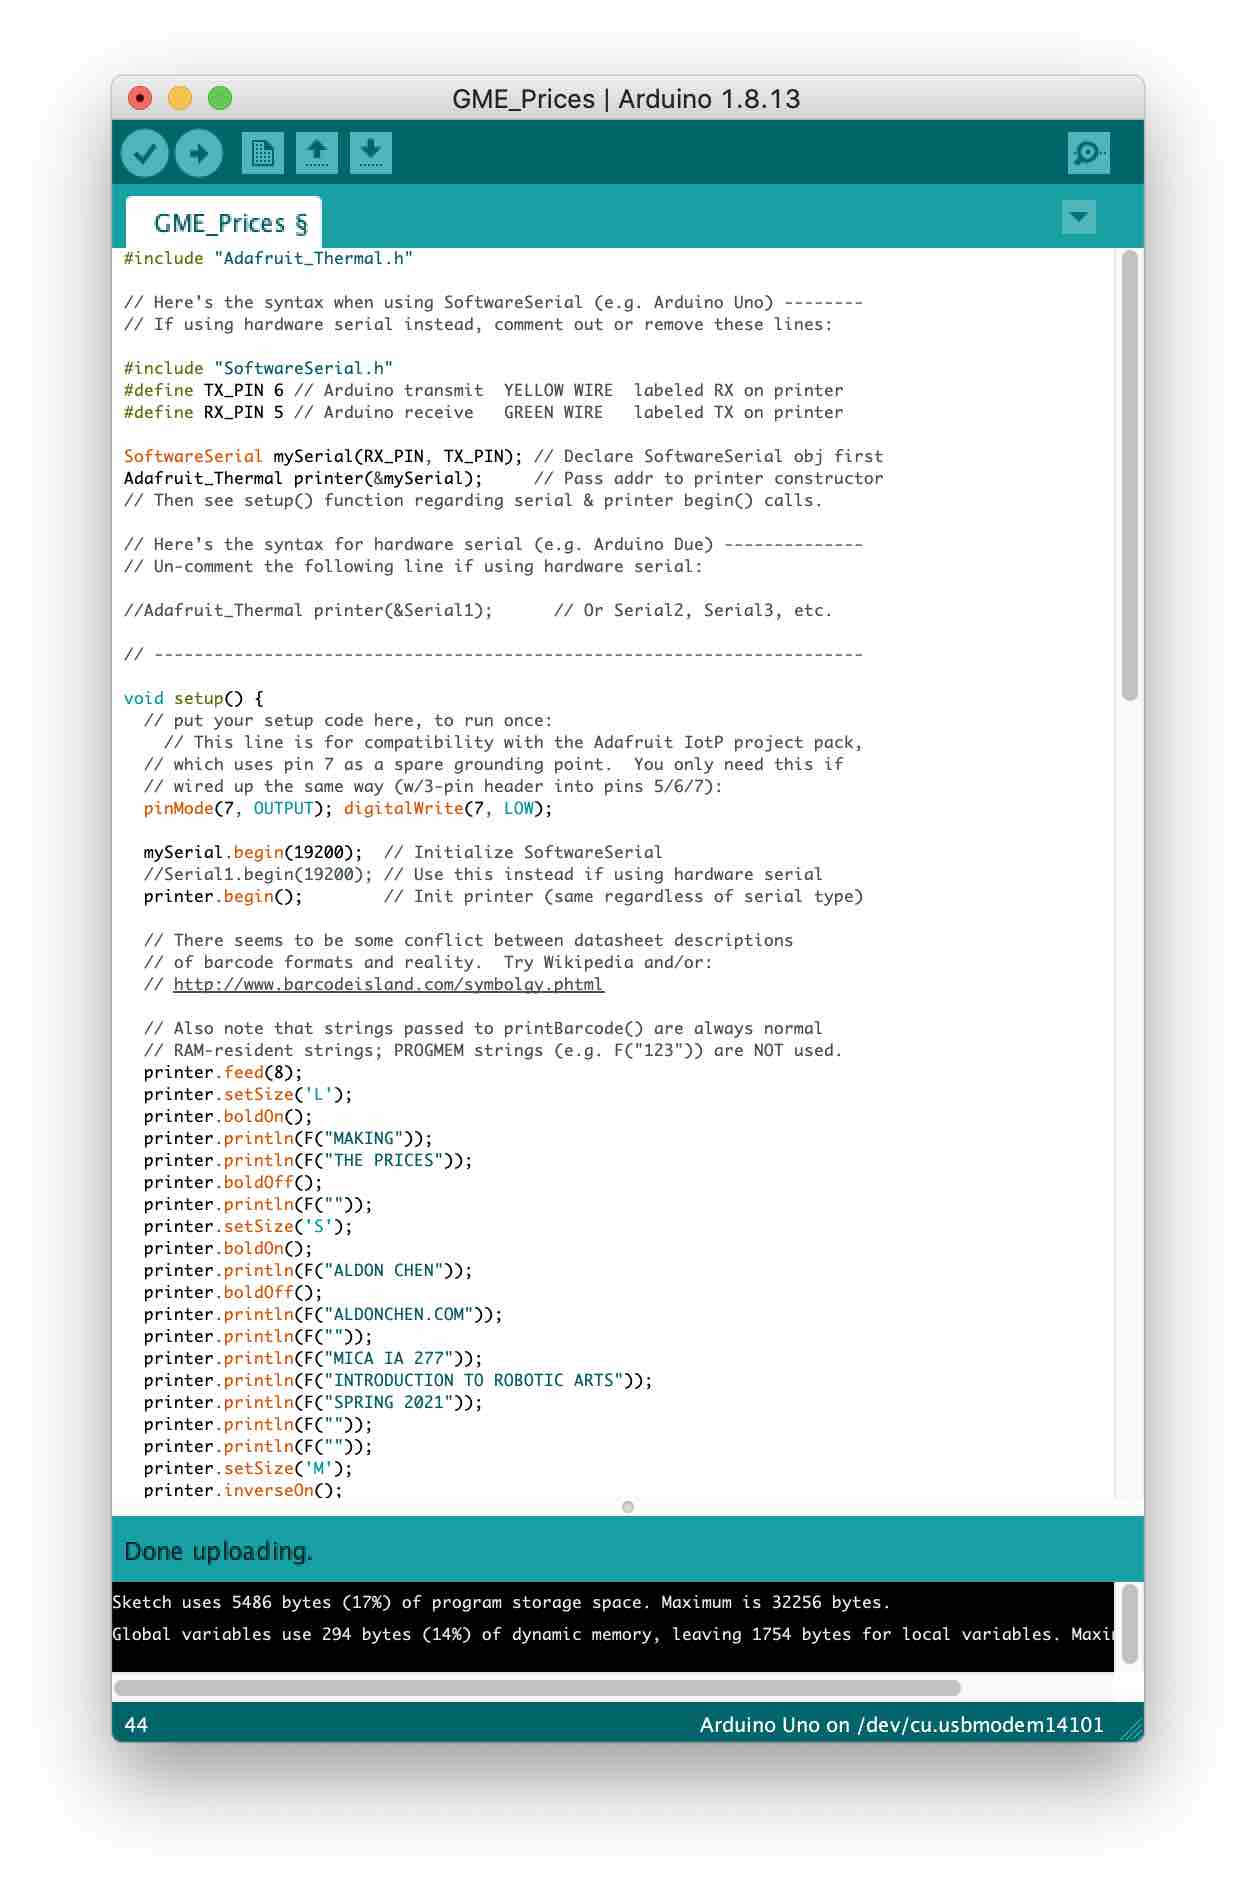 GME_Prices | Arduino 1.8.13
GME_Prices §
#include "Adafruit_Thermal.h"
// Here's the syntax when using SoftwareSerial (e.g. Arduino Uno) --------
// If using hardware serial instead, comment out or remove these lines:
#include "SoftwareSerial.h"
#define TX_PIN 6 // Arduino transmit  YELLOW WIRE  labeled RX on printer
#define RX_PIN 5 // Arduino receive   GREEN WIRE   labeled TX on printer
SoftwareSerial mySerial(RX_PIN, TX_PIN); // Declare SoftwareSerial obj first
Adafruit_Thermal printer(&mySerial);     // Pass addr to printer constructor
// Then see setup() function regarding serial & printer begin() calls.
// Here's the syntax for hardware serial (e.g. Arduino Due) --------------
// Un-comment the following line if using hardware serial:
//Adafruit_Thermal printer(&Serial1);      // Or Serial2, Serial3, etc.
// -----------------------------------------------------------------------
void setup() {
  // put your setup code here, to run once:
    // This line is for compatibility with the Adafruit IotP project pack,
  // which uses pin 7 as a spare grounding point.  You only need this if
  // wired up the same way (w/3-pin header into pins 5/6/7):
  pinMode(7, OUTPUT); digitalWrite(7, LOW);
  mySerial.begin(19200);  // Initialize SoftwareSerial
  //Serial1.begin(19200); // Use this instead if using hardware serial
  printer.begin();        // Init printer (same regardless of serial type)
  // There seems to be some conflict between datasheet descriptions
  // of barcode formats and reality.  Try Wikipedia and/or:
  // http://www.barcodeisland.com/symbolgy.phtml
  // Also note that strings passed to printBarcode() are always normal
  // RAM-resident strings; PROGMEM strings (e.g. F("123")) are NOT used.
  printer.feed(8);
  printer.setSize('L');
  printer.boldOn();
  printer.println(F("MAKING"));
  printer.println(F("THE PRICES"));
  printer.boldOff();
  printer.println(F(""));
  printer.setSize('S');
  printer.boldOn();
  printer.println(F("ALDON CHEN"));
  printer.boldOff();
  printer.println(F("ALDONCHEN.COM"));
  printer.println(F(""));
  printer.println(F("MICA IA 277"));
  printer.println(F("INTRODUCTION TO ROBOTIC ARTS"));
  printer.println(F("SPRING 2021"));
  printer.println(F(""));
  printer.println(F(""));
  printer.setSize('M');
  printer.inverseOn();
Done uploading.
Sketch uses 5486 bytes (17%) of program storage space. Maximum is 32256 bytes.
Global variables use 294 bytes (14%) of dynamic memory, leaving 1754 bytes for local variables. Maxi
44
Arduino Uno on /dev/cu.usbmodem14101